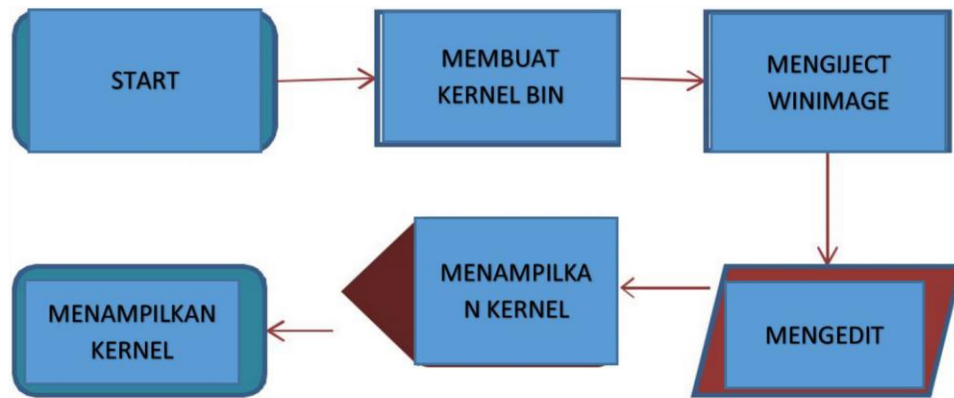 START
MEMBUAT
KERNEL BIN
MENGIJECT
WINIMAGE
MENGEDIT
MENAMPILKA
N KERNEL
MENAMPILKAN
KERNEL